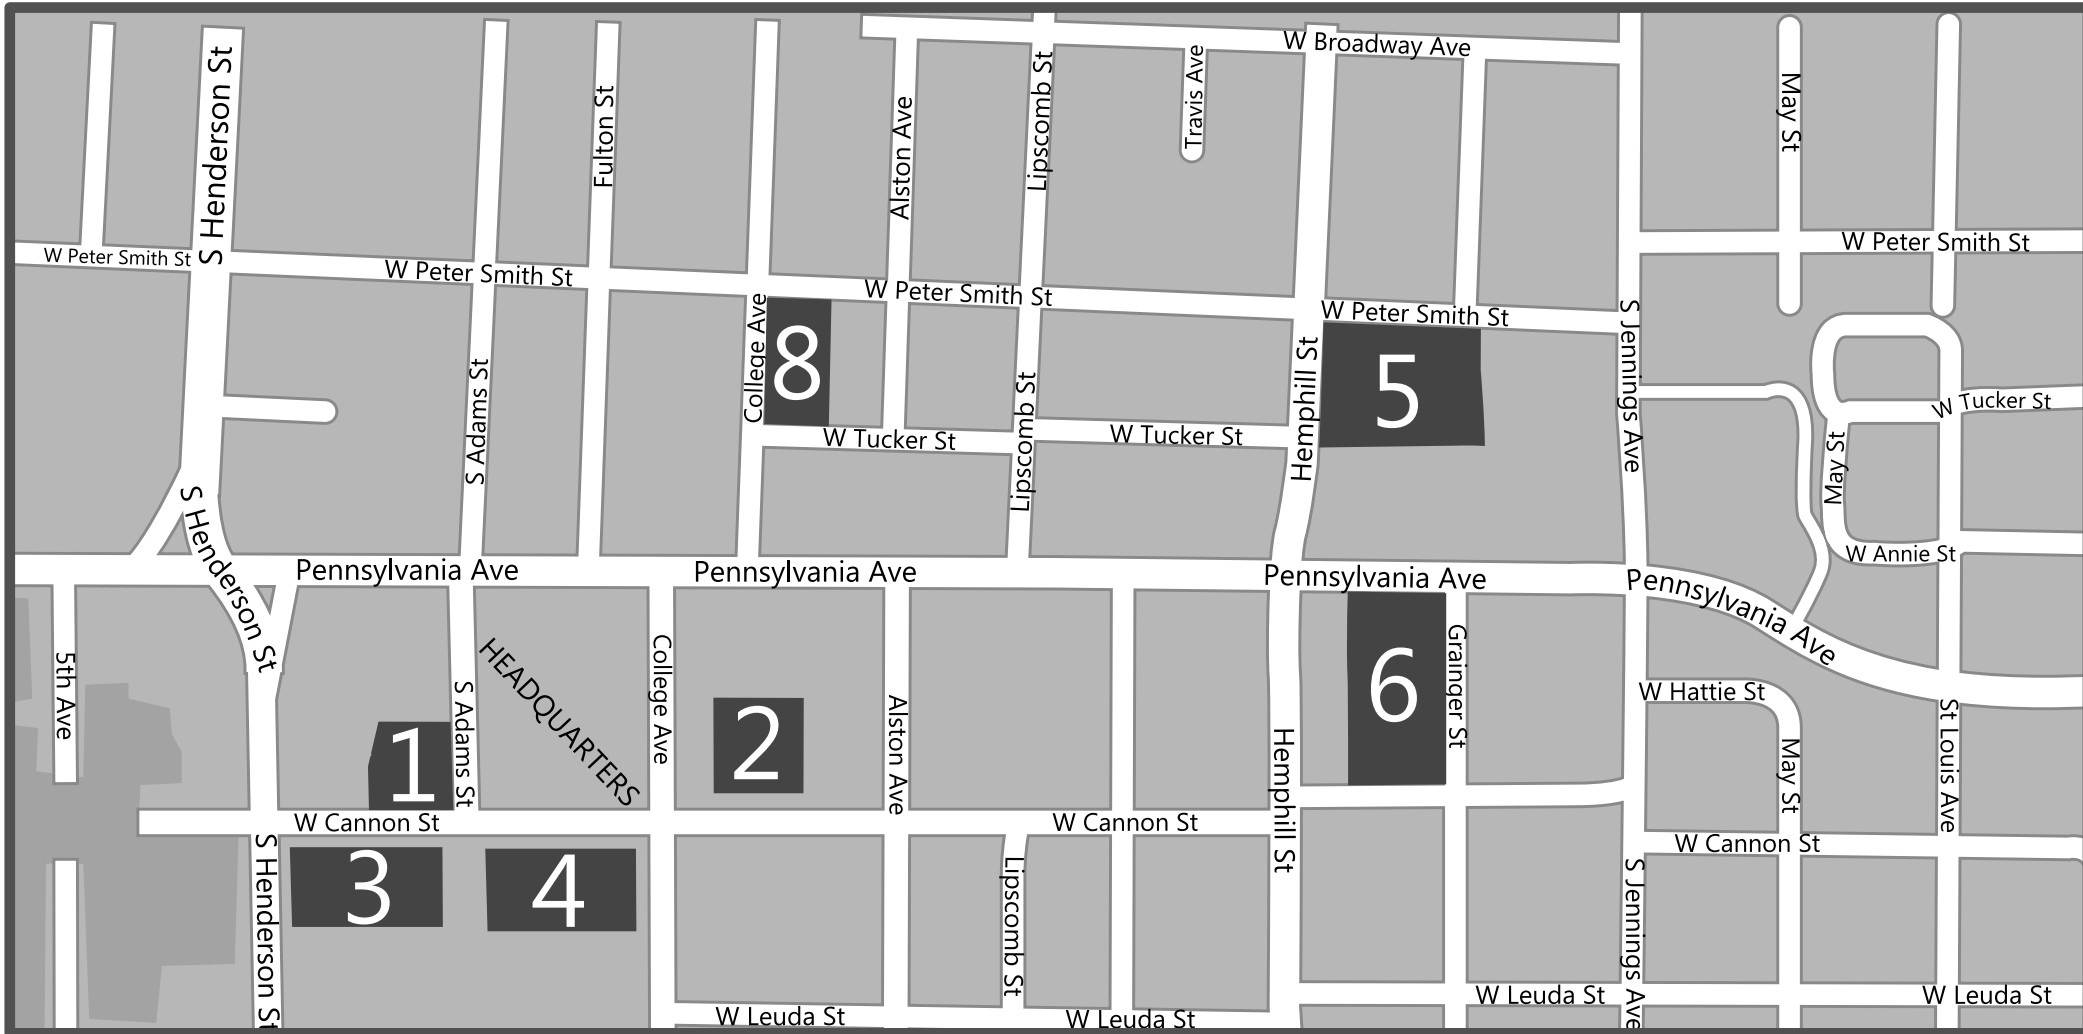 W Broadway Ave
S Henderson St
Fulton St
Alston Ave
Lipscomb St
Travis Ave
May St
W Peter Smith St
W Peter Smith St
W Peter Smith St
W Peter Smith St
W Peter Smith St
College Ave
8
S Adams St
Lipscomb St
Hemphill St
5
S Jennings Ave
W Tucker St
W Tucker St
W Tucker St
May St
W Annie St
S Henderson St
Pennsylvania Ave
Pennsylvania Ave
Pennsylvania Ave
Pennsylvania Ave
5th Ave
HEADQUARTERS
College Ave
S Adams St
1
2
Alston Ave
6
Grainger St
Hemphill St
W Hattie St
May St
St Louis Ave
W Cannon St
W Cannon St
W Cannon St
S Henderson St
3
4
Lipscomb St
S Jennings Ave
W Leuda St
W Leuda St
W Leuda St
W Leuda St